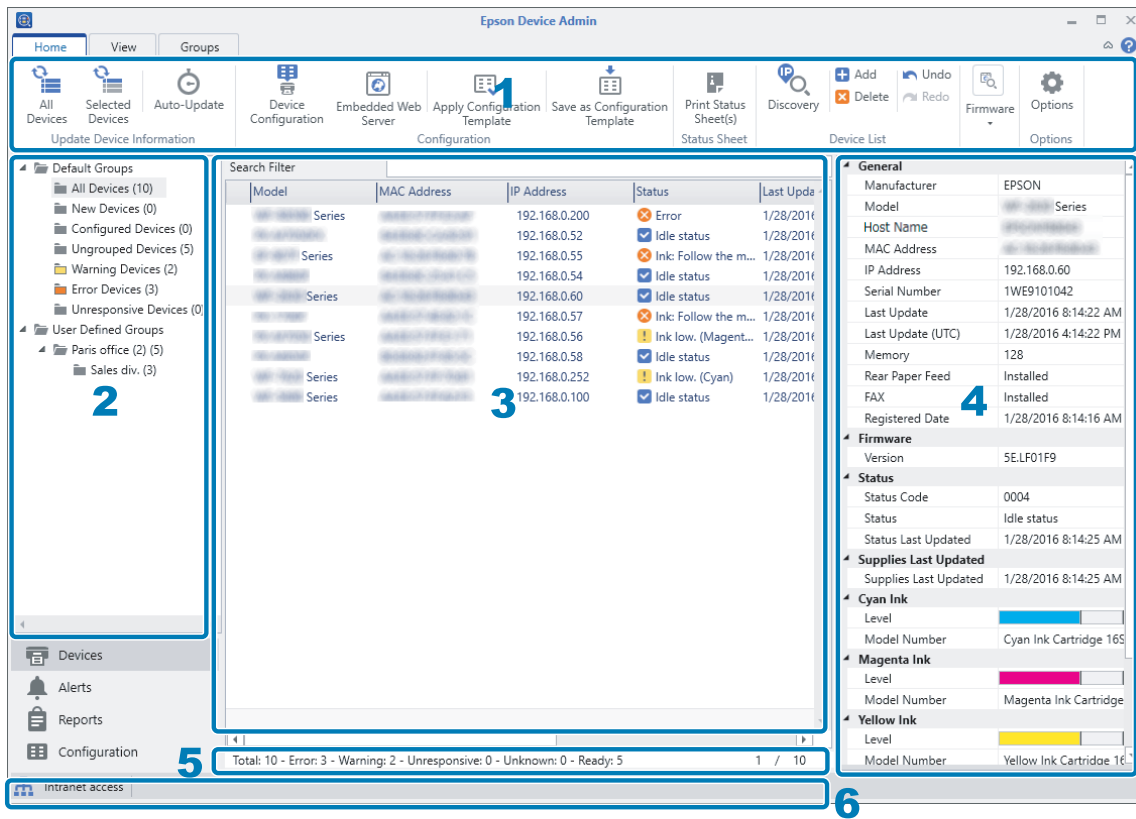 Epson Device Admin
Home View Groups
All Devices
Selected Devices
Auto-Update
Update Device Information
Device Configuration
Embedded Web Server
Apply Configuration Template
Save as Configuration Template
Configuration
1
Print Status Sheet(s)
Status Sheet
IP
Discovery
Add
Delete
Undo
Redo
Device List
Firmware
Options
Options
Default Groups
All Devices (10)
New Devices (0)
Configured Devices (0)
Ungrouped Devices (5)
Warning Devices (2)
Error Devices (3)
Unresponsive Devices (0)
User Defined Groups
Paris office (2) (5)
Sales div. (3)
2
Devices
Alerts
Reports
Configuration
Search Filter
Model MAC Address IP Address Status Last Upda
Series 192.168.0.200 Error 1/28/2016
192.168.0.52 Idle status 1/28/2016
Series 192.168.0.55 Ink: Follow the m... 1/28/2016
192.168.0.54 Idle status 1/28/2016
Series 192.168.0.60 Idle status 1/28/2016
192.168.0.57 Ink: Follow the m... 1/28/2016
Series 192.168.0.56 Ink low. (Magent... 1/28/2016
192.168.0.58 Idle status 1/28/2016
Series 192.168.0.252 Ink low. (Cyan) 1/28/2016
Series 192.168.0.100 Idle status 1/28/2016
3
General
Manufacturer EPSON
Model Series
Host Name
MAC Address
IP Address 192.168.0.60
Serial Number 1WE9101042
Last Update 1/28/2016 8:14:22 AM
Last Update (UTC) 1/28/2016 4:14:22 PM
Memory 128
Rear Paper Feed Installed
FAX Installed
Registered Date 1/28/2016 8:14:16 AM
4
Firmware
Version 5E.LF01F9
Status
Status Code 0004
Status Idle status
Status Last Updated 1/28/2016 8:14:25 AM
Supplies Last Updated
Supplies Last Updated 1/28/2016 8:14:25 AM
Cyan Ink
Level
Model Number Cyan Ink Cartridge 16S
Magenta Ink
Level
Model Number Magenta Ink Cartridge
Yellow Ink
Level
Model Number Yellow Ink Cartridge 16
5
Total: 10 - Error: 3 - Warning: 2 - Unresponsive: 0 - Unknown: 0 - Ready: 5 1 / 10
Intranet access
6